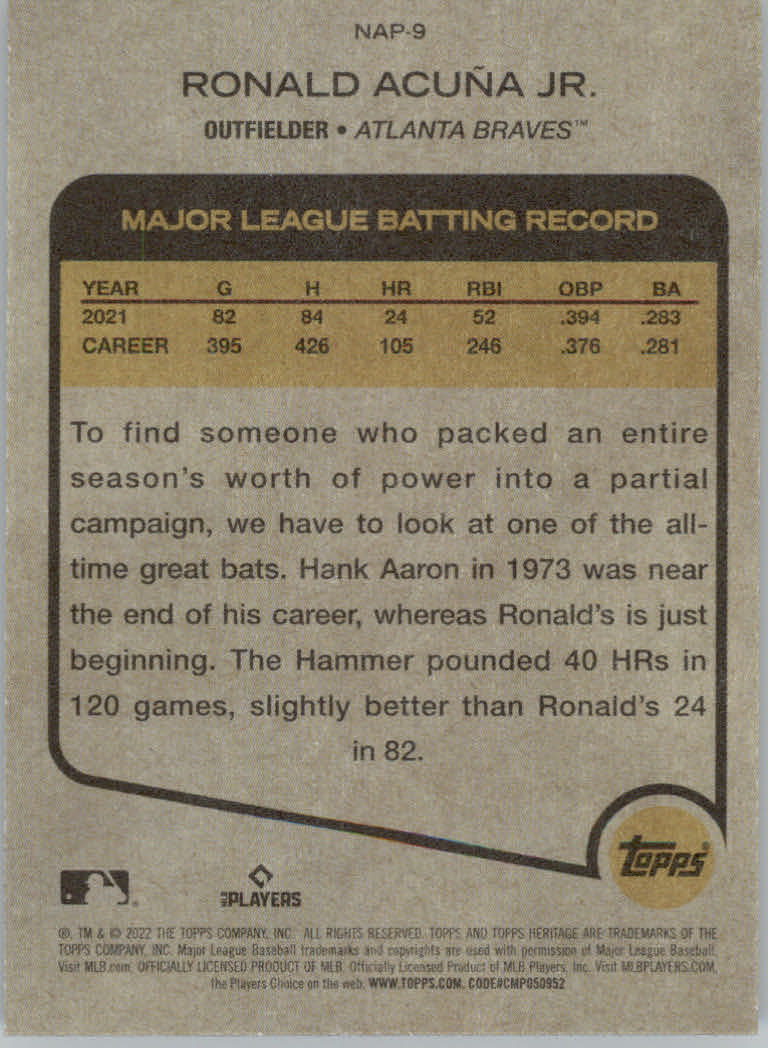 NAP-9
RONALD ACUÑA JR.
OUTFIELDER • ATLANTA BRAVES™
MAJOR LEAGUE BATTING RECORD
YEAR G H HR RBI OBP BA
2021 82 84 24 52 .394 .283
CAREER 395 426 105 246 .376 .281
To find someone who packed an entire
season's worth of power into a partial
campaign, we have to look at one of the all-
time great bats. Hank Aaron in 1973 was near
the end of his career, whereas Ronald's is just
beginning. The Hammer pounded 40 HRs in
120 games, slightly better than Ronald's 24
in 82.
topps®
PLAYERS
®, TM & © 2022 THE TOPPS COMPANY, INC. ALL RIGHTS RESERVED. TOPPS AND TOPPS HERITAGE ARE TRADEMARKS OF THE
TOPPS COMPANY, INC. Major League Baseball trademarks and copyrights are used with permission of Major League Baseball.
Visit MLB.com. OFFICIALLY LICENSED PRODUCT OF MLB. Officially Licensed Product of MLB Players, Inc. Visit MLBPLAYERS.COM,
the Players Choice on the web. WWW.TOPPS.COM. CODE#CMP050952